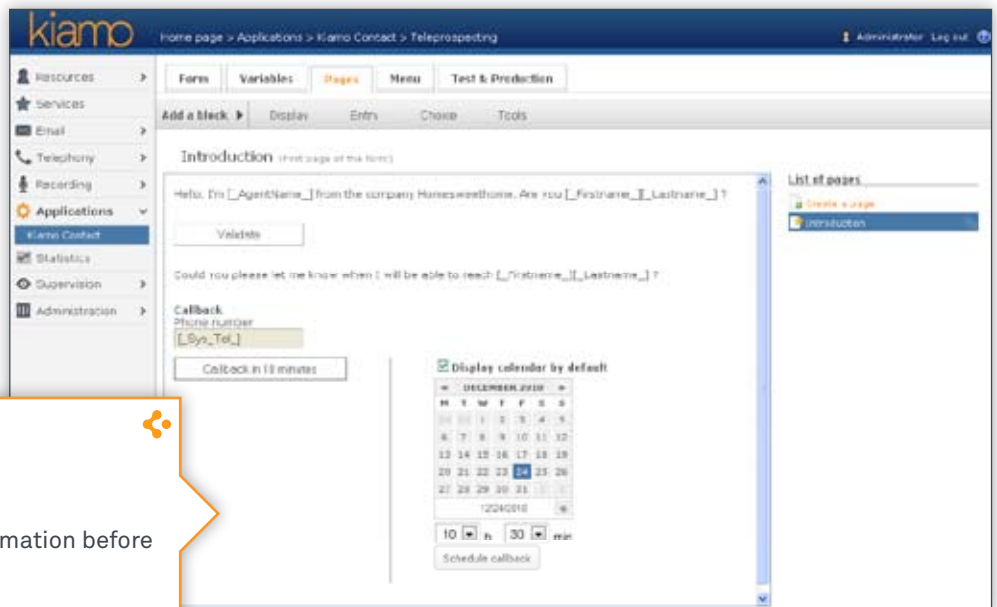 kiamo
Home page > Applications > Kiamo Contact > Teleprospecting
Administrator Log out
Resources
Services
Email
Telephony
Recording
Applications
Kiamo Contact
Statistics
Supervision
Administration
Form Variables Pages Menu Test & Production
Add a block Display Entry Choice Tools
Introduction (First page of the form)
Hello, I'm [_AgentName_] from the company Homesweethome. Are you [_Firstname_][_Lastname_] ?
Validate
Could you please let me know when I will be able to reach [_Firstname_][_Lastname_] ?
Callback
Phone number
[_Sys_Tel_]
Callback in 10 minutes
Display calendar by default
« DECEMBER 2010 »
M T W T F S S
1 2 3 4 5
6 7 8 9 10 11 12
13 14 15 16 17 18 19
20 21 22 23 24 25 26
27 28 29 30 31
12/24/2010
10 h 30 min
Schedule callback
List of pages
Create a page
Introduction
mation before